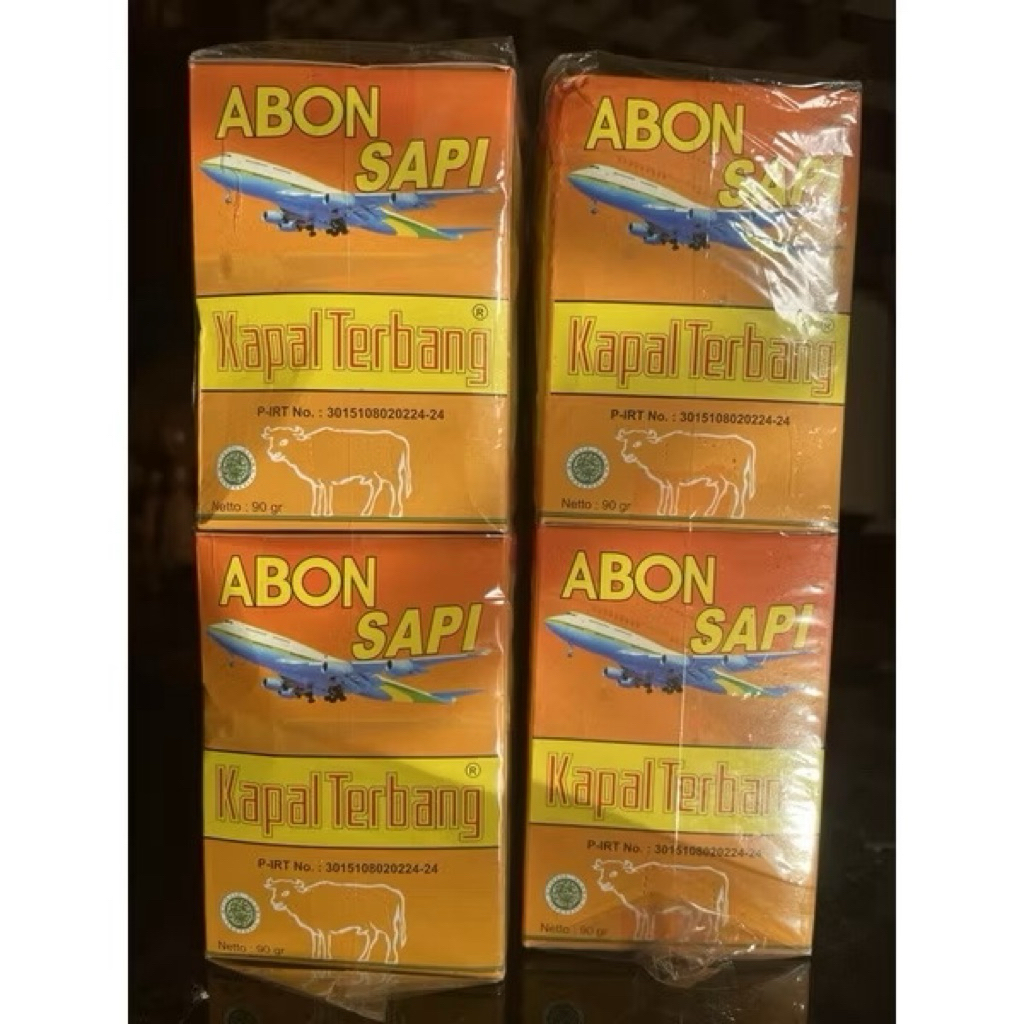 ABON
SAPI
Kapal Terbang ®
P-IRT No. : 3015108020224-24
Netto : 90 gr
ABON
SAPI
Kapal Terbang ®
P-IRT No. : 3015108020224-24
Netto : 90 gr
ABON
SAPI
Kapal Terbang ®
P-IRT No. : 3015108020224-24
Netto : 90 gr
ABON
SAPI
Kapal Terbang
P-IRT No. : 3015108020224-24
Netto : 90 gr